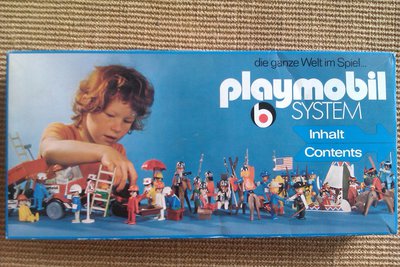 die ganze Welt im Spiel...
playmobil
b SYSTEM
Inhalt
Contents